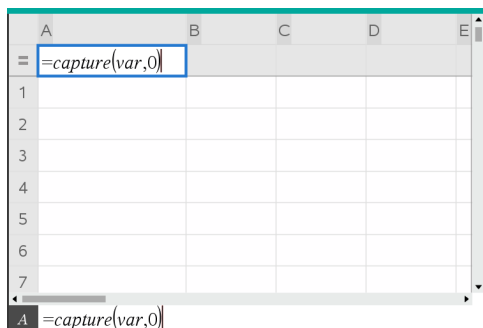 A B C D E
= =capture(var,0)
1
2
3
4
5
6
7
A =capture(var,0)